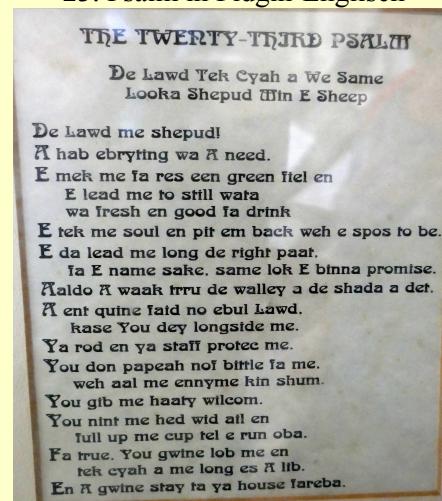 23. Psalm in Pidgin Englisch
THE TWENTY-THIRD PSALM
De Lawd Tek Cyah a We Same
Looka Shepud Win E Sheep
De Lawd me shepud!
A hab ebryting wa A need.
E mek me fa res een green fiel en
E lead me to still wata
wa fresh en good fa drink
E tek me soul en pit em back weh e spos to be.
E da lead me long de right paat,
fa E name sake, same lok E binna promise.
Aaldo A waak trru de walley a de shada a det,
A ent quine faid no ebul Lawd,
kase You dey longside me.
Ya rod en ya staff protec me.
You don papeah nof bittle fa me,
weh aal me ennyme kin shum.
You gib me haaty wilcom.
You nint me hed wid ail en
full up me cup tel e run oba.
Fa true, You gwine lob me en
tek cyah a me long es A lib.
En A gwine stay ta ya house fareba.